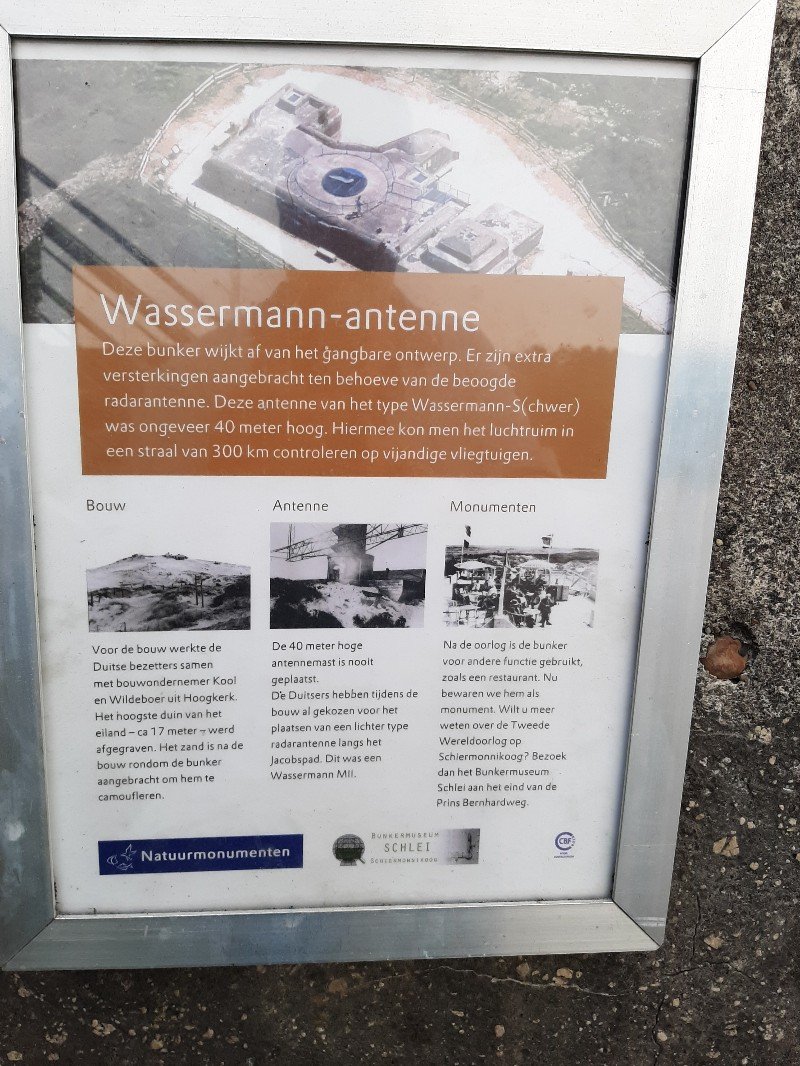 Wassermann-antenne
Deze bunker wijkt af van het gangbare ontwerp. Er zijn extra
versterkingen aangebracht ten behoeve van de beoogde
radarantenne. Deze antenne van het type Wassermann-S(chwer)
was ongeveer 40 meter hoog. Hiermee kon men het luchtruim in
een straal van 300 km controleren op vijandige vliegtuigen.
Bouw
Voor de bouw werkte de
Duitse bezetters samen
met bouwondernemer Kool
en Wildeboer uit Hoogkerk.
Het hoogste duin van het
eiland – ca 17 meter – werd
afgegraven. Het zand is na de
bouw rondom de bunker
aangebracht om hem te
camoufleren.
Antenne
De 40 meter hoge
antennemast is nooit
geplaatst.
De Duitsers hebben tijdens de
bouw al gekozen voor het
plaatsen van een lichter type
radarantenne langs het
Jacobspad. Dit was een
Wassermann MII.
Monumenten
Na de oorlog is de bunker
voor andere functie gebruikt,
zoals een restaurant. Nu
bewaren we hem als
monument. Wilt u meer
weten over de Tweede
Wereldoorlog op
Schiermonnikoog? Bezoek
dan het Bunkermuseum
Schlei aan het eind van de
Prins Bernhardweg.
Natuurmonumenten
BUNKERMUSEUM
SCHLEI
SCHIERMONNIKOOG
CBF